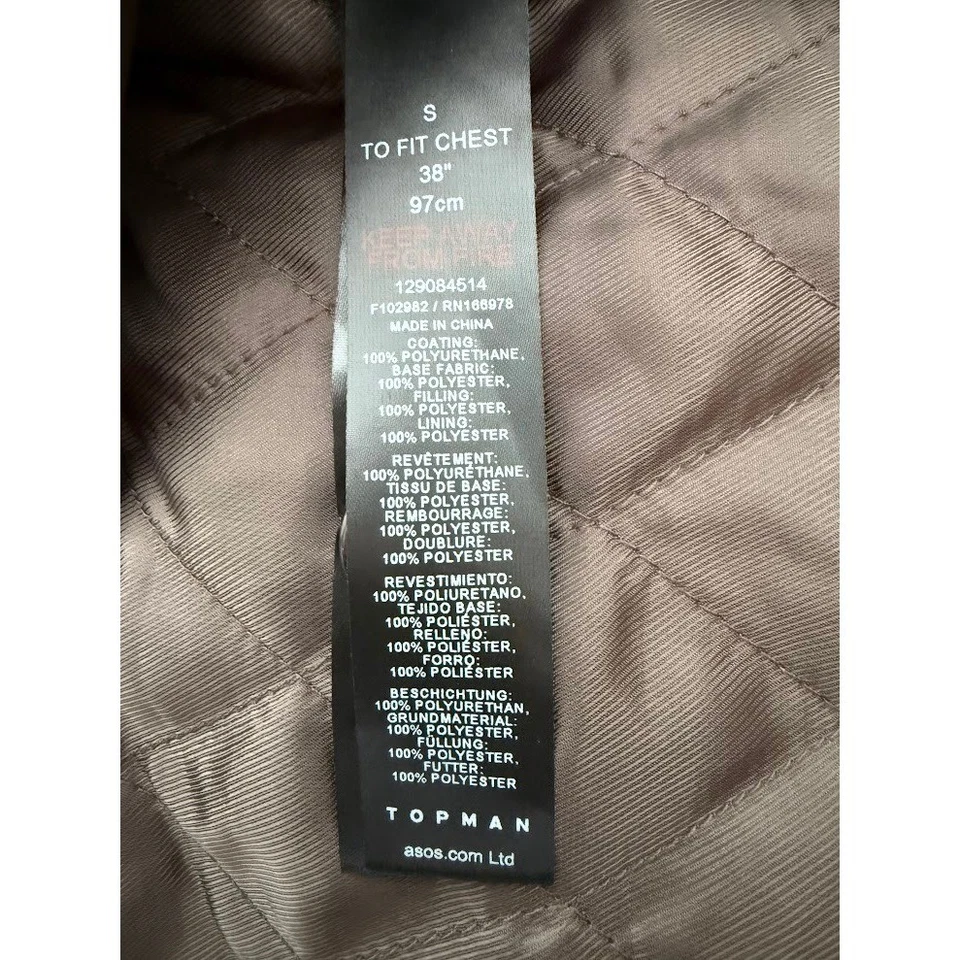 S
TO FIT CHEST
38"
97cm
KEEP AWAY
FROM FIRE
129084514
F102982 / RN166978
MADE IN CHINA
COATING:
100% POLYURETHANE,
BASE FABRIC:
100% POLYESTER,
FILLING:
100% POLYESTER,
LINING:
100% POLYESTER
REVÊTEMENT:
100% POLYURÉTHANE,
TISSU DE BASE:
100% POLYESTER,
REMBOURRAGE:
100% POLYESTER,
DOUBLURE:
100% POLYESTER
REVESTIMIENTO:
100% POLIURETANO,
TEJIDO BASE:
100% POLIÉSTER,
RELLENO:
100% POLIÉSTER,
FORRO:
100% POLIÉSTER
BESCHICHTUNG:
100% POLYURETHAN,
GRUNDMATERIAL:
100% POLYESTER,
FÜLLUNG:
100% POLYESTER,
FUTTER:
100% POLYESTER
TOPMAN
asos.com Ltd